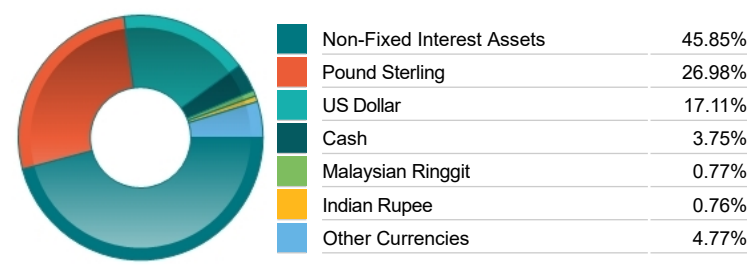 Non-Fixed Interest Assets 45.85%
Pound Sterling 26.98%
US Dollar 17.11%
Cash 3.75%
Malaysian Ringgit 0.77%
Indian Rupee 0.76%
Other Currencies 4.77%